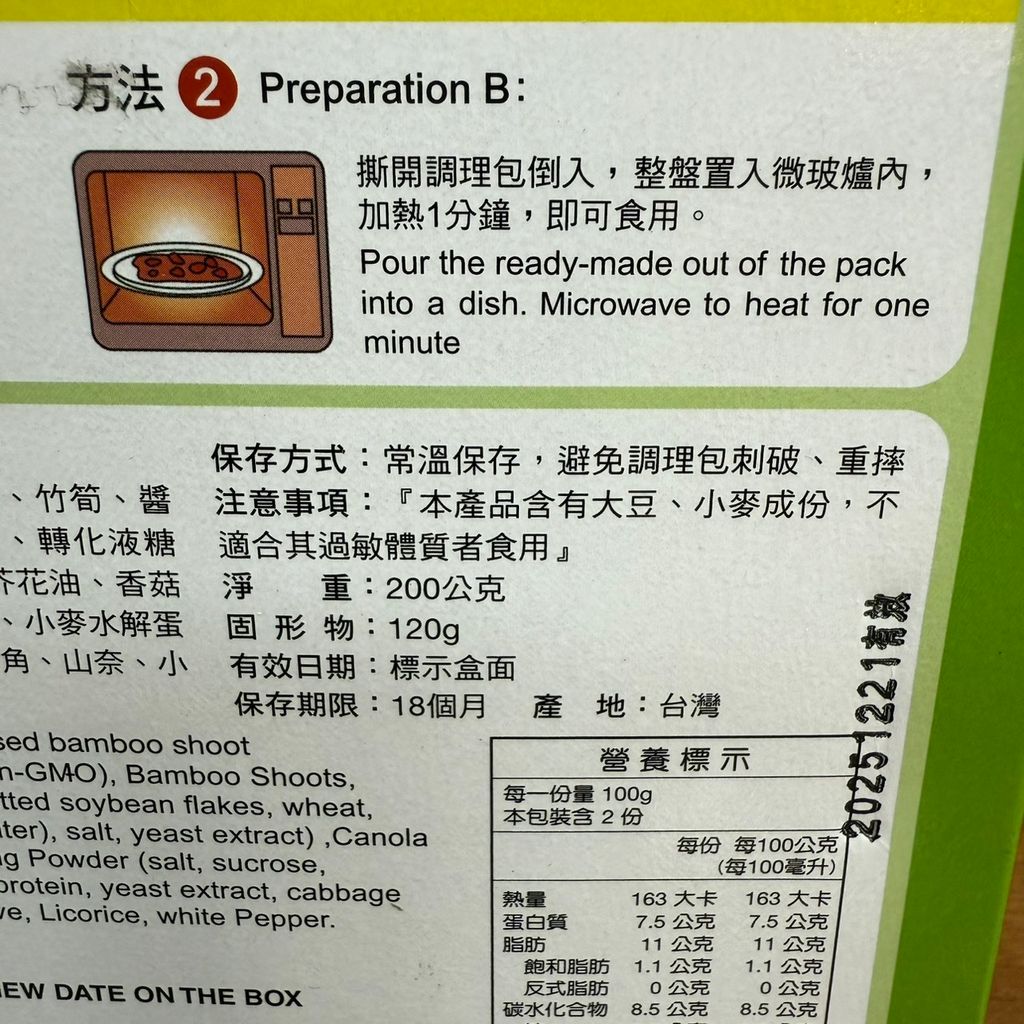 方法 2 Preparation B:
撕開調理包倒入，整盤置入微玻爐內，
加熱1分鐘，即可食用。
Pour the ready-made out of the pack
into a dish. Microwave to heat for one
minute
保存方式：常溫保存，避免調理包刺破、重摔
注意事項：『本產品含有大豆、小麥成份，不
適合其過敏體質者食用』
淨 重：200公克
固 形 物：120g
有效日期：標示盒面
保存期限：18個月 產 地：台灣
、竹筍、醬
、轉化液糖
芥花油、香菇
、小麥水解蛋
角、山奈、小
sed bamboo shoot
n-GMO), Bamboo Shoots,
tted soybean flakes, wheat,
ter), salt, yeast extract) ,Canola
g Powder (salt, sucrose,
protein, yeast extract, cabbage
ve, Licorice, white Pepper.
IEW DATE ON THE BOX
營養標示
每一份量 100g
本包裝含 2 份
每份 每100公克
(每100毫升)
熱量 163 大卡 163 大卡
蛋白質 7.5 公克 7.5 公克
脂肪 11 公克 11 公克
飽和脂肪 1.1 公克 1.1 公克
反式脂肪 0 公克 0 公克
碳水化合物 8.5 公克 8.5 公克
20251221有效